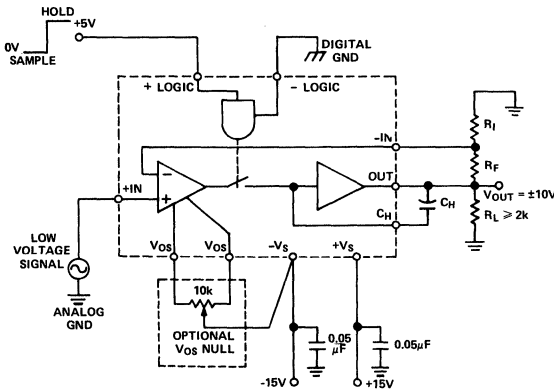 HOLD
+5V
0V
SAMPLE
DIGITAL
GND
+ LOGIC
– LOGIC
–IN
R_I
R_F
–
+
+IN
OUT
V_OUT = ±10V
C_H
C_H
R_L ≥ 2k
LOW
VOLTAGE
SIGNAL
ANALOG
GND
V_OS
V_OS
–V_S
+V_S
10k
OPTIONAL
V_OS NULL
0.05
μF
0.05μF
-15V
+15V